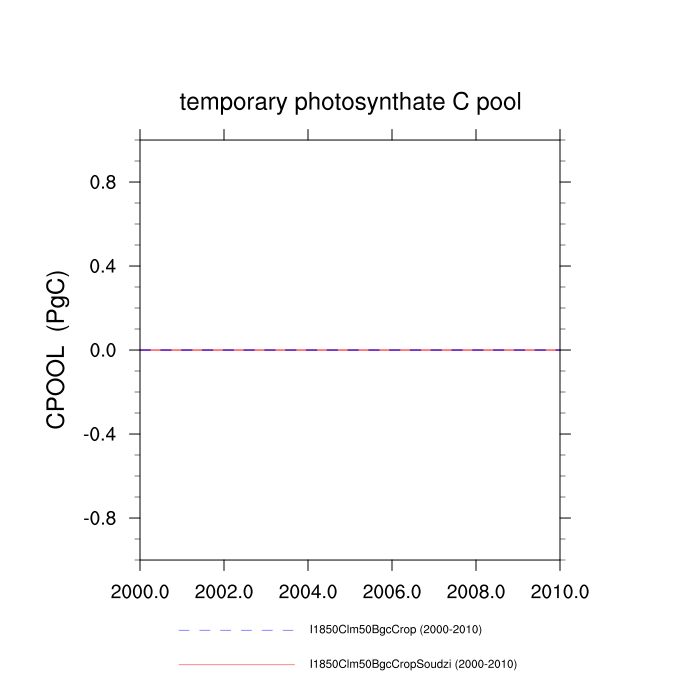 temporary photosynthate C pool
CPOOL (PgC)
0.8
0.4
0.0
-0.4
-0.8
2000.0 2002.0 2004.0 2006.0 2008.0 2010.0
I1850Clm50BgcCrop (2000-2010)
I1850Clm50BgcCropSoudzi (2000-2010)